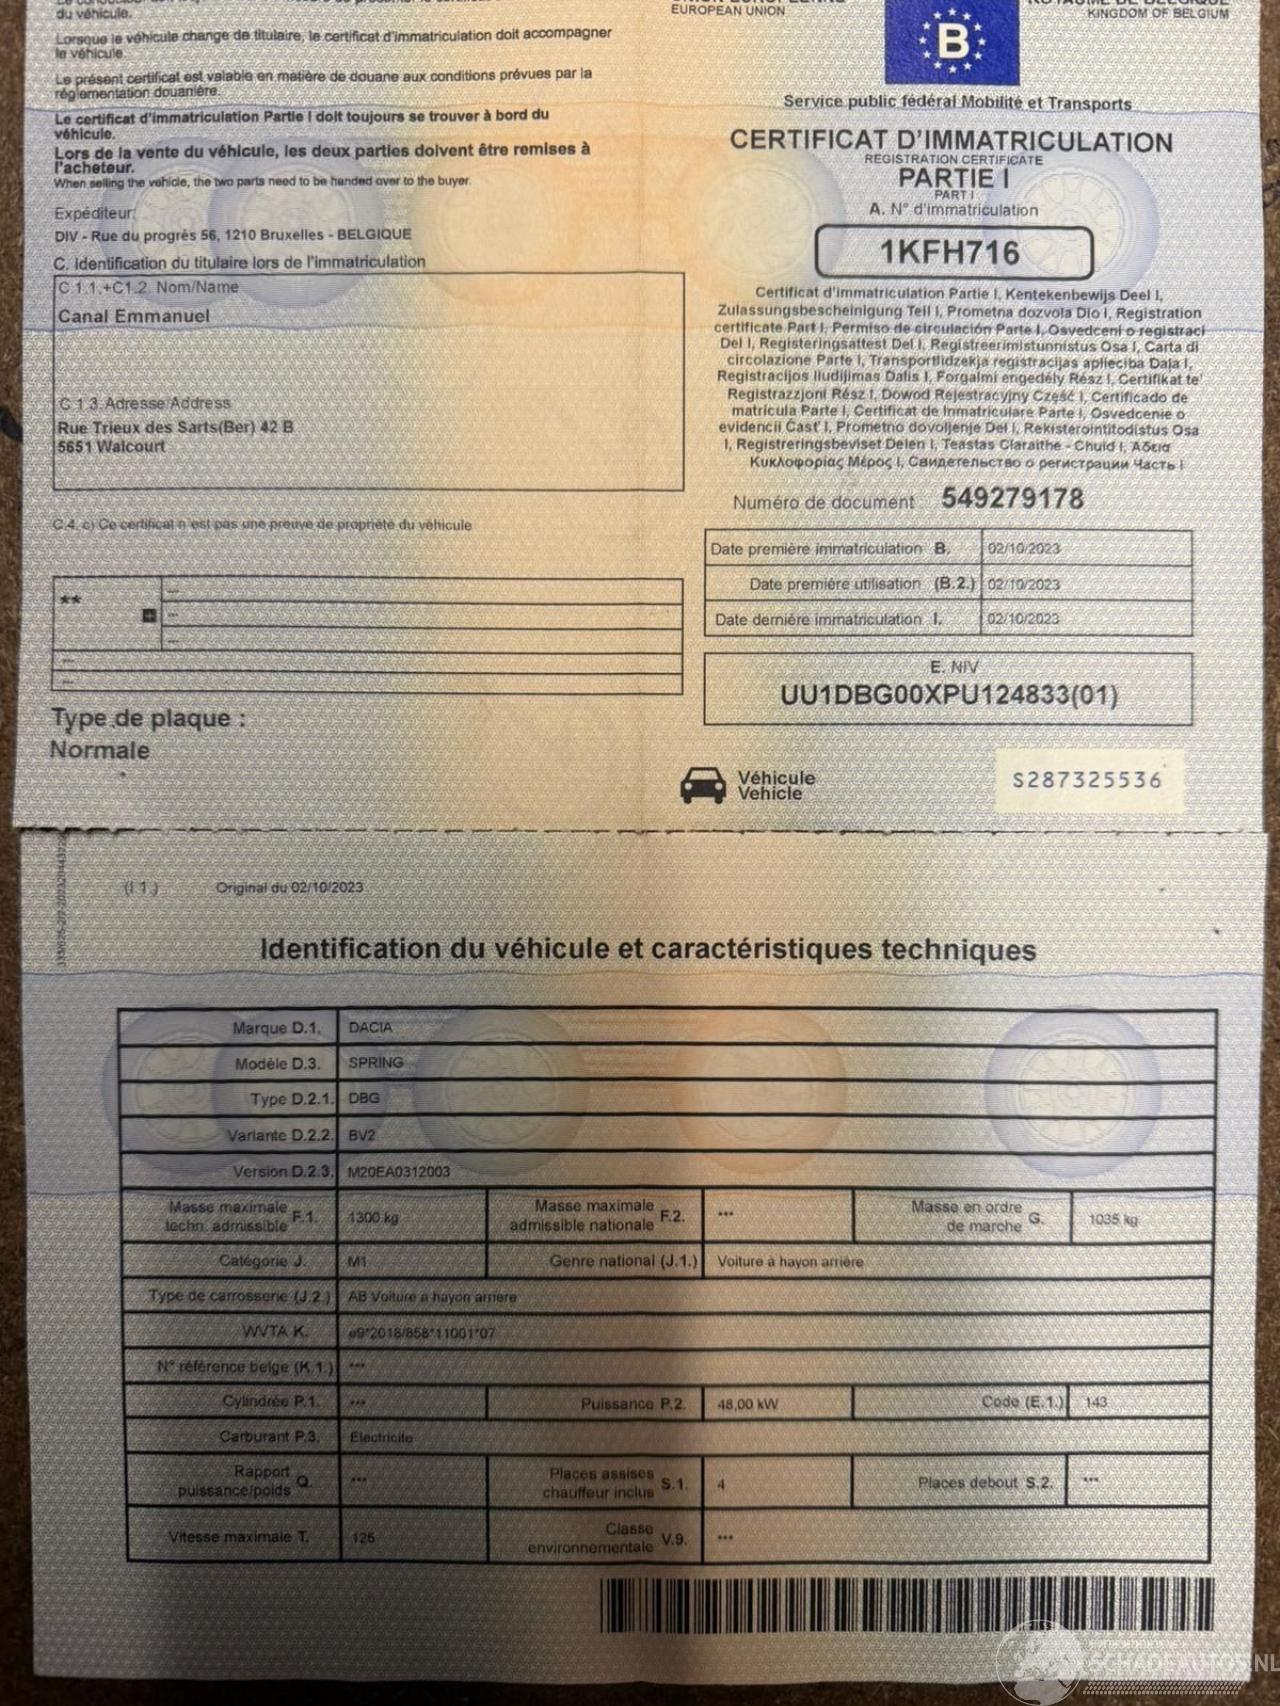 du véhicule.
Lorsque le véhicule change de titulaire, le certificat d'immatriculation doit accompagner
le véhicule.
Le présent certificat est valable en matière de douane aux conditions prévues par la
réglementation douanière.
Le certificat d'immatriculation Partie I doit toujours se trouver à bord du
véhicule.
Lors de la vente du véhicule, les deux parties doivent être remises à
l'acheteur.
When selling the vehicle, the two parts need to be handed over to the buyer.
Expéditeur:
DIV - Rue du progrès 56, 1210 Bruxelles - BELGIQUE
C. Identification du titulaire lors de l'immatriculation
C 1.1.+C1.2. Nom/Name
Canal Emmanuel
C 1.3. Adresse/Address
Rue Trieux des Sarts(Ber) 42 B
5651 Walcourt
C.4. c) Ce certificat n'est pas une preuve de propriété du véhicule
**
---
---
---
---
---
Type de plaque :
Normale
EUROPEAN UNION
B
KINGDOM OF BELGIUM
Service public fédéral Mobilité et Transports
CERTIFICAT D'IMMATRICULATION
REGISTRATION CERTIFICATE
PARTIE I
PART I
A. N° d'immatriculation
1KFH716
Certificat d'immatriculation Partie I, Kentekenbewijs Deel I,
Zulassungsbescheinigung Teil I, Prometna dozvola Dio I, Registration
certificate Part I, Permiso de circulación Parte I, Osvedceni o registraci
Del I, Registeringsattest Del I, Registreerimistunnistus Osa I, Carta di
circolazione Parte I, Transportlidzekja registracijas aplieciba Daja I,
Registracijos Iiudijimas Dalis I, Forgalmi engedély Rész I, Certifikat te'
Registrazzjoni Rész I, Dowod Rejestracyjny Część I, Certificado de
matricula Parte I, Certificat de Inmatriculare Parte I, Osvedcenie o
evidencii Cast' I, Prometno dovoljenje Del I, Rekisterointitodistus Osa
I, Registreringsbeviset Delen I, Teastas Claraithe - Chuid I, Άδεια
Κυκλοφορίας Μέρος I, Свидетельство о регистрации Часть I
Numéro de document 549279178
Date première immatriculation B. 02/10/2023
Date première utilisation (B.2.) 02/10/2023
Date dernière immatriculation I. 02/10/2023
E. NIV
UU1DBG00XPU124833(01)
Véhicule
Vehicle
S287325536
(I.1.) Original du 02/10/2023
Identification du véhicule et caractéristiques techniques
Marque D.1. DACIA
Modèle D.3. SPRING
Type D.2.1. DBG
Variante D.2.2. BV2
Version D.2.3. M20EA0312003
Masse maximale techn. admissible F.1. 1300 kg Masse maximale admissible nationale F.2. *** Masse en ordre de marche G. 1035 kg
Catégorie J. M1 Genre national (J.1.) Voiture à hayon arrière
Type de carrosserie (J.2.) AB Voiture à hayon arrière
WVTA K. e9*2018/858*11001*07
N° référence belge (K.1.) ***
Cylindrée P.1. *** Puissance P.2. 48,00 kW Code (E.1.) 143
Carburant P.3. Electricite
Rapport puissance/poids Q. *** Places assises chauffeur inclus S.1. 4 Places debout S.2. ***
Vitesse maximale T. 125 Classe environnementale V.9. ***
SCHADEAUTOS.NL